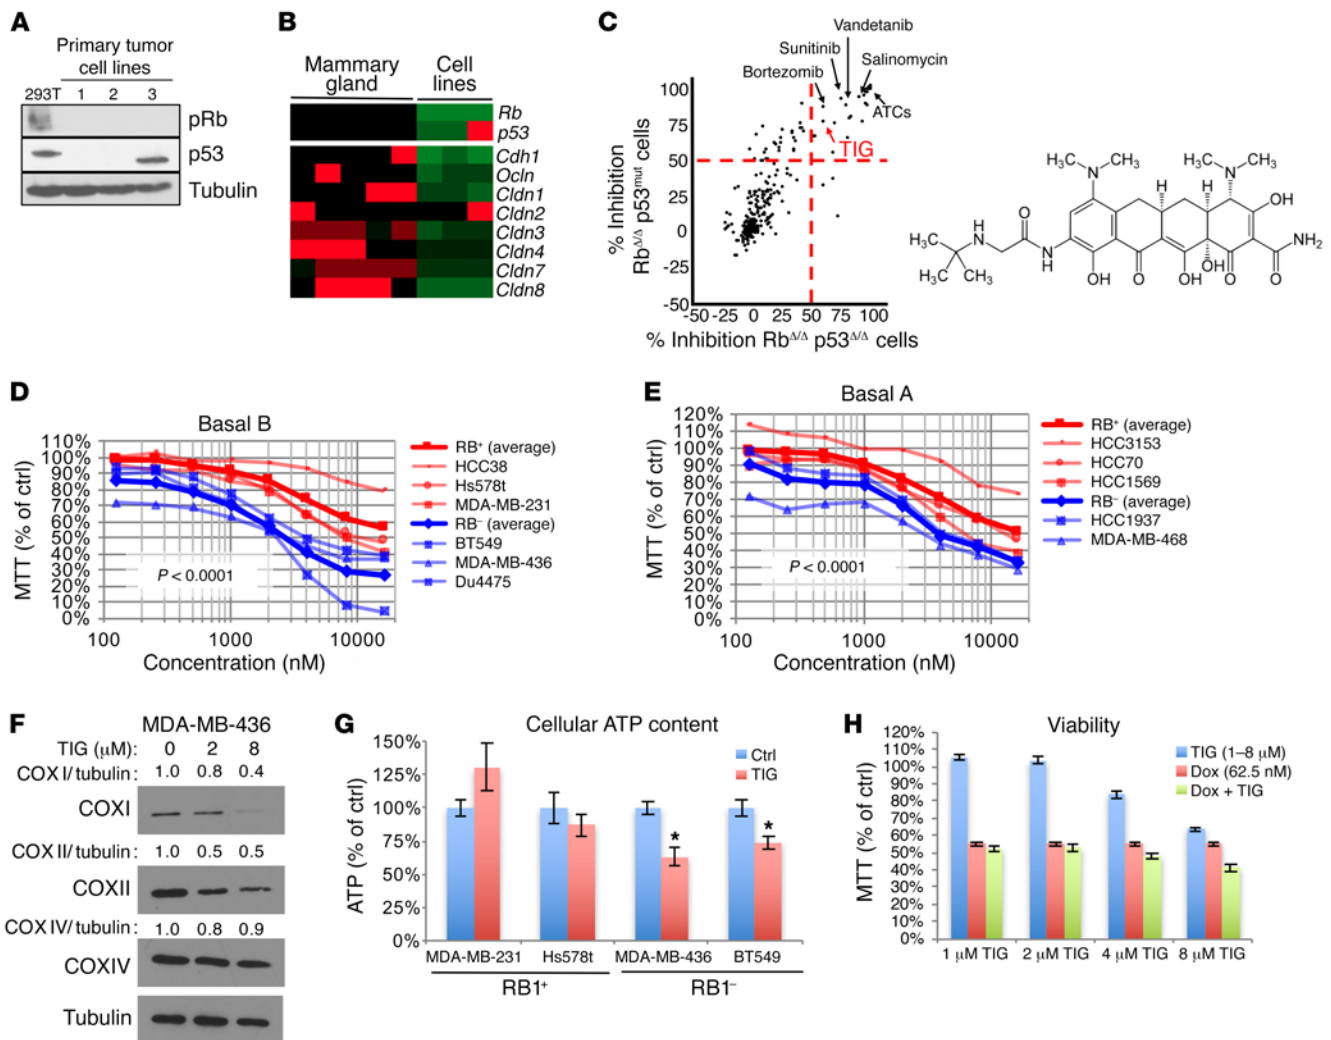 A
Primary tumor
cell lines
293T 1 2 3
pRb
p53
Tubulin
B
Mammary
gland
Cell
lines
Rb
p53
Cdh1
Ocln
Cldn1
Cldn2
Cldn3
Cldn4
Cldn7
Cldn8
C
Vandetanib
Sunitinib
Salinomycin
Bortezomib
ATCs
TIG
% Inhibition
Rb^Δ/Δ p53^mut cells
100
75
50
25
0
-25
-50
-50 -25 0 25 50 75 100
% Inhibition Rb^Δ/Δ p53^Δ/Δ cells
H₃C N CH₃
H₃C N CH₃
H H
OH
NH₂
O
OH
O
OH
OH
O
OH
N
H
O
H
N
H₃C
CH₃
H₃C
D
Basal B
MTT (% of ctrl)
110%
100%
90%
80%
70%
60%
50%
40%
30%
20%
10%
0%
P < 0.0001
100 1000 10000
Concentration (nM)
RB⁺ (average)
HCC38
Hs578t
MDA-MB-231
RB⁻ (average)
BT549
MDA-MB-436
Du4475
E
Basal A
MTT (% of ctrl)
120%
110%
100%
90%
80%
70%
60%
50%
40%
30%
20%
10%
0%
P < 0.0001
100 1000 10000
Concentration (nM)
RB⁺ (average)
HCC3153
HCC70
HCC1569
RB⁻ (average)
HCC1937
MDA-MB-468
F
MDA-MB-436
TIG (μM): 0 2 8
COX I/tubulin: 1.0 0.8 0.4
COXI
COX II/tubulin: 1.0 0.5 0.5
COXII
COX IV/tubulin: 1.0 0.8 0.9
COXIV
Tubulin
G
Cellular ATP content
ATP (% of ctrl)
150%
125%
100%
75%
50%
25%
0%
Ctrl
TIG
* *
MDA-MB-231 Hs578t MDA-MB-436 BT549
RB1⁺ RB1⁻
H
Viability
MTT (% of ctrl)
120%
110%
100%
90%
80%
70%
60%
50%
40%
30%
20%
10%
0%
TIG (1–8 μM)
Dox (62.5 nM)
Dox + TIG
1 μM TIG 2 μM TIG 4 μM TIG 8 μM TIG